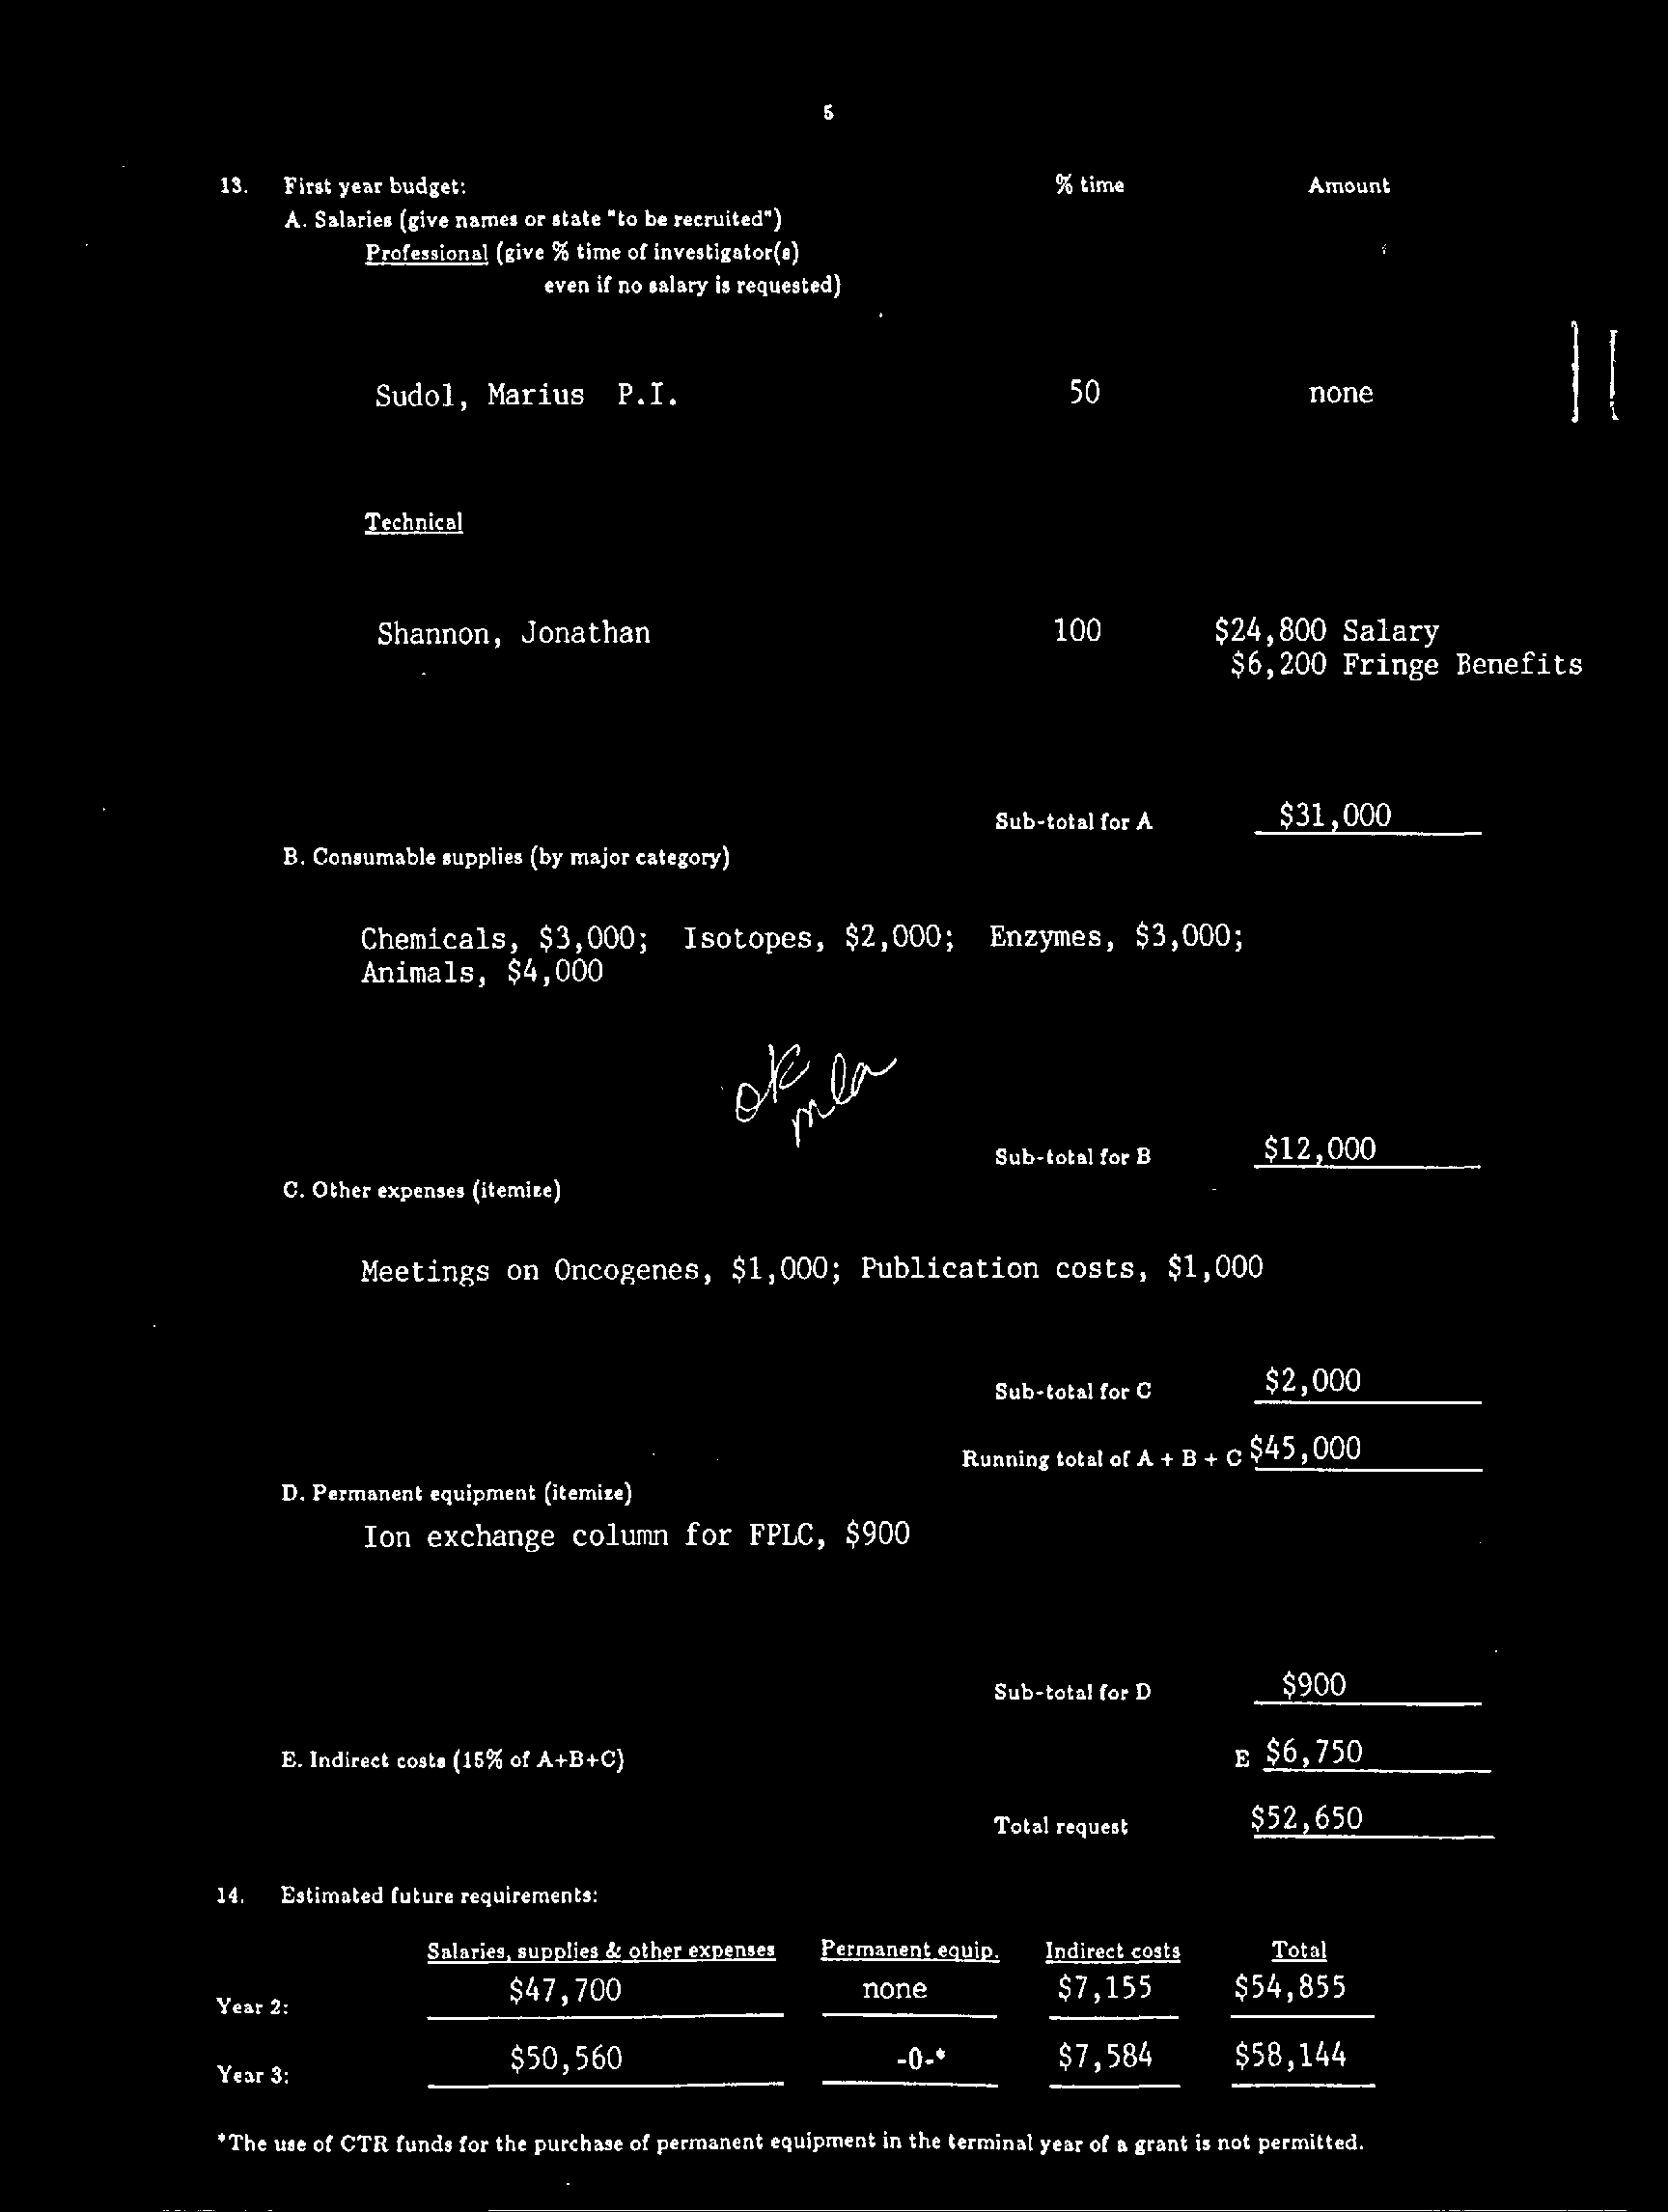 5
13. First year budget: % time Amount
A. Salaries (give names or state "to be recruited")
Professional (give % time of investigator(s)
even if no salary is requested)
Sudol, Marius P.I. 50 none
Technical
Shannon, Jonathan 100 $24,800 Salary
$6,200 Fringe Benefits
Sub-total for A $31,000
B. Consumable supplies (by major category)
Chemicals, $3,000; Isotopes, $2,000; Enzymes, $3,000;
Animals, $4,000
ok
Sub-total for B $12,000
C. Other expenses (itemize)
Meetings on Oncogenes, $1,000; Publication costs, $1,000
Sub-total for C $2,000
Running total of A + B + C $45,000
D. Permanent equipment (itemize)
Ion exchange column for FPLC, $900
Sub-total for D $900
E. Indirect costs (15% of A+B+C) E $6,750
Total request $52,650
14. Estimated future requirements:
Salaries, supplies & other expenses Permanent equip. Indirect costs Total
Year 2: $47,700 none $7,155 $54,855
Year 3: $50,560 -0-* $7,584 $58,144
*The use of CTR funds for the purchase of permanent equipment in the terminal year of a grant is not permitted.